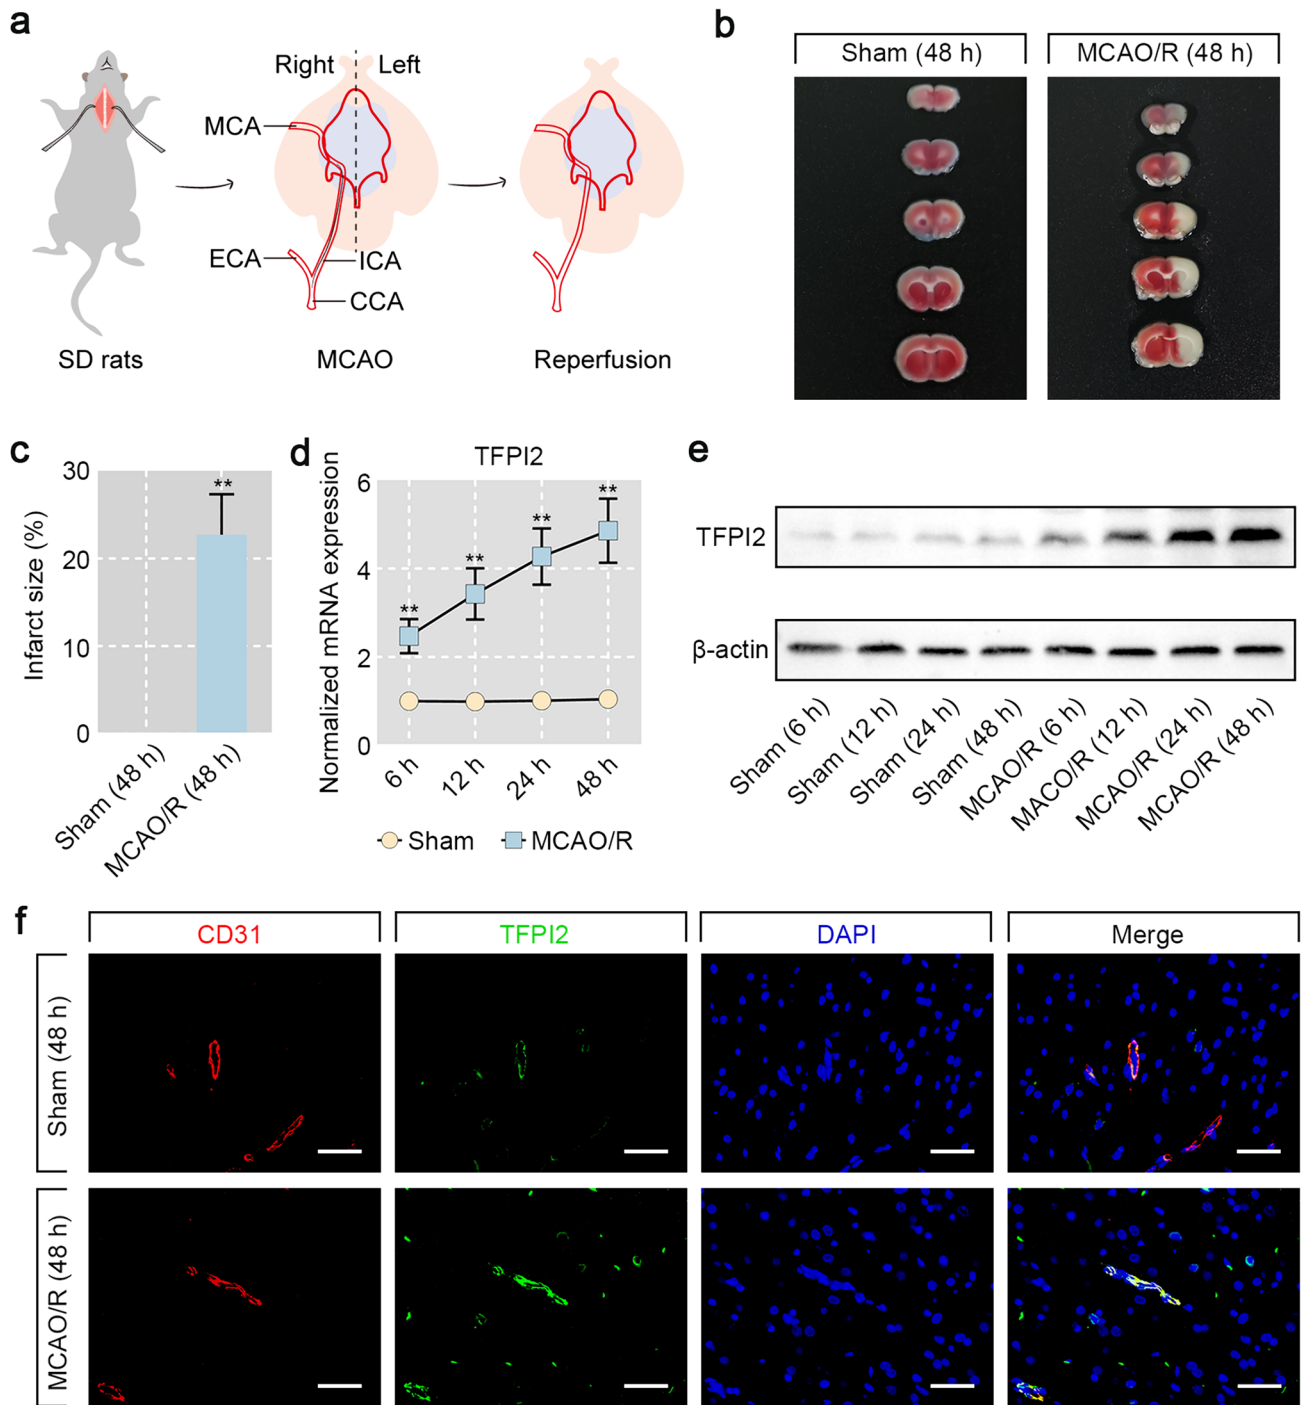 a
Right
Left
MCA
ECA
ICA
CCA
SD rats
MCAO
Reperfusion
b
Sham (48 h)
MCAO/R (48 h)
c
Infarct size (%)
30
20
10
0
**
Sham (48 h)
MCAO/R (48 h)
d
TFPI2
Normalized mRNA expression
6
4
2
0
**
**
**
**
6 h
12 h
24 h
48 h
Sham
MCAO/R
e
TFPI2
β-actin
Sham (6 h)
Sham (12 h)
Sham (24 h)
Sham (48 h)
MCAO/R (6 h)
MACO/R (12 h)
MCAO/R (24 h)
MCAO/R (48 h)
f
CD31
TFPI2
DAPI
Merge
Sham (48 h)
MCAO/R (48 h)